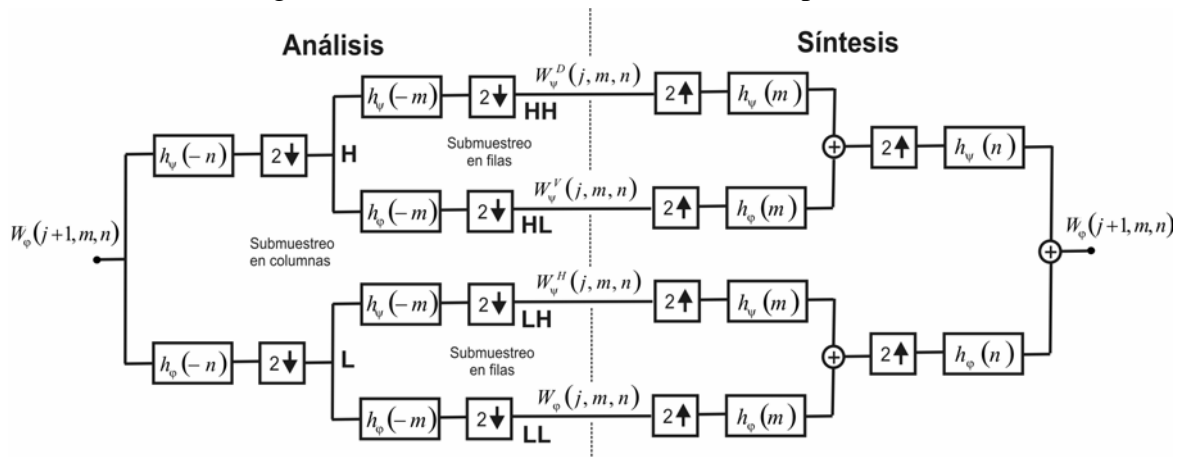 Análisis
Síntesis
h_ψ(−m)
2↓
W_ψ^D(j, m, n)
HH
2↑
h_ψ(m)
h_ψ(−n)
2↓
H
Submuestreo
en filas
2↑
h_ψ(n)
h_φ(−m)
2↓
W_ψ^V(j, m, n)
HL
2↑
h_φ(m)
W_φ(j+1, m, n)
Submuestreo
en columnas
W_φ(j+1, m, n)
h_ψ(−m)
2↓
W_ψ^H(j, m, n)
LH
2↑
h_ψ(m)
h_φ(−n)
2↓
L
Submuestreo
en filas
2↑
h_φ(n)
h_φ(−m)
2↓
W_φ(j, m, n)
LL
2↑
h_φ(m)